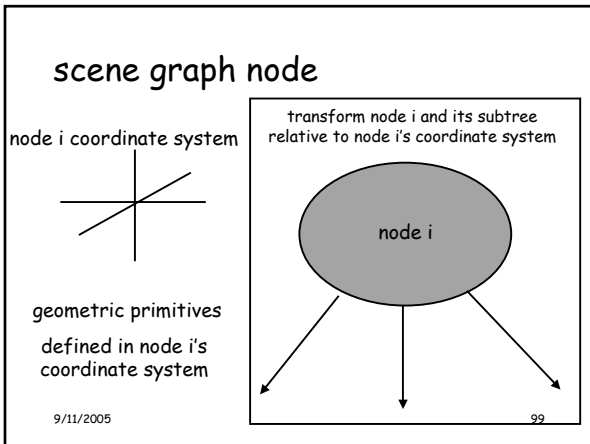 scene graph node
node i coordinate system
geometric primitives
defined in node i's
coordinate system
transform node i and its subtree
relative to node i's coordinate system
node i
9/11/2005
99